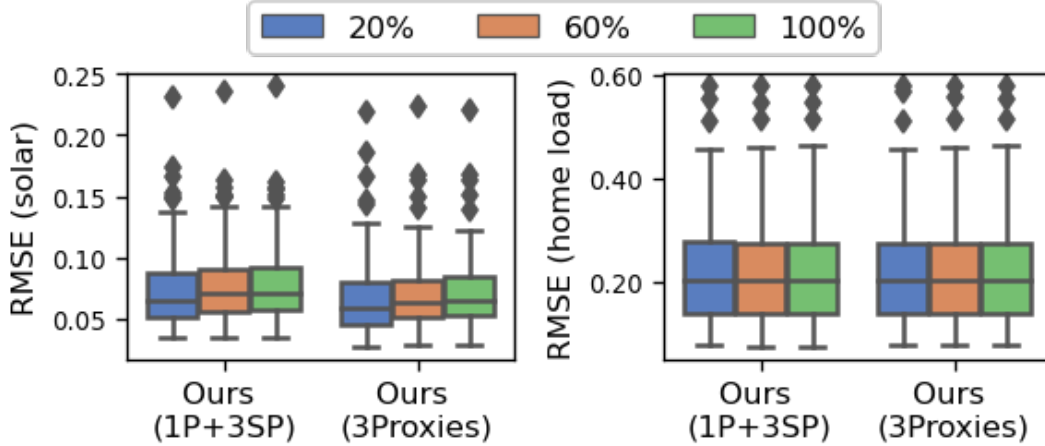 20% 60% 100%
RMSE (solar)
0.25
0.20
0.15
0.10
0.05
Ours
(1P+3SP)
Ours
(3Proxies)
RMSE (home load)
0.60
0.40
0.20
Ours
(1P+3SP)
Ours
(3Proxies)